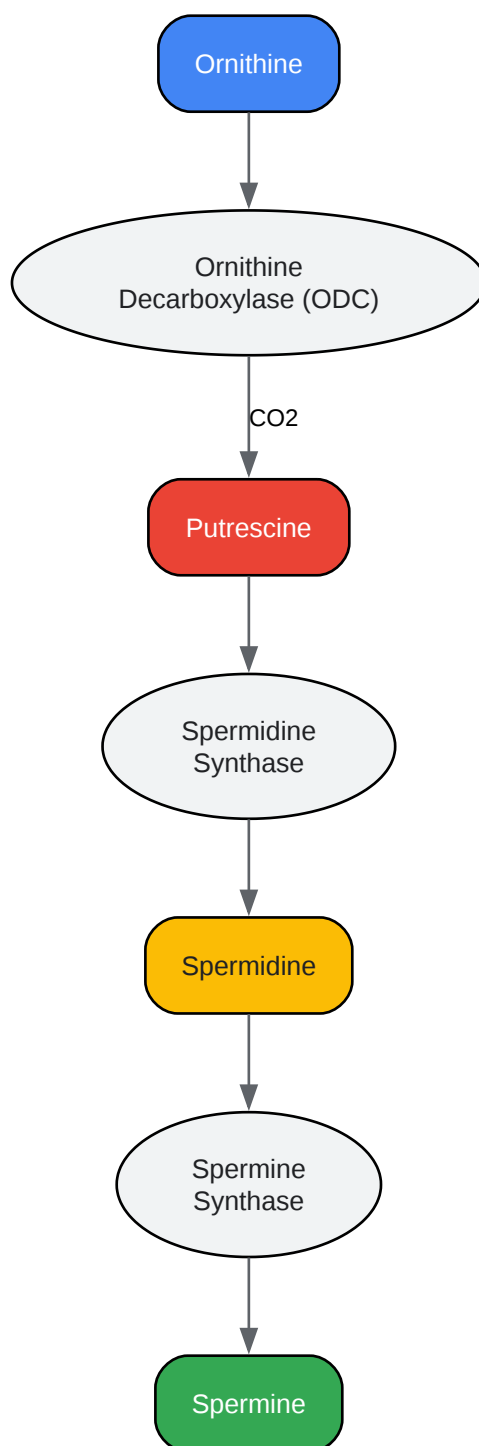 Ornithine
Ornithine
Decarboxylase (ODC)
CO2
Putrescine
Spermidine
Synthase
Spermidine
Spermine
Synthase
Spermine